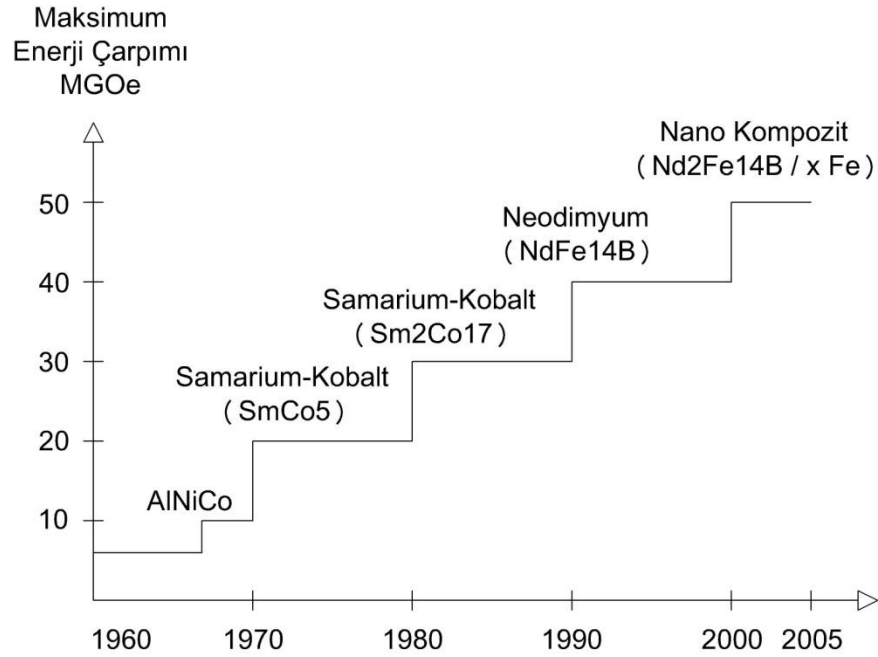 Maksimum
Enerji Çarpımı
MGOe
Nano Kompozit
( Nd2Fe14B / x Fe )
50
Neodimyum
( NdFe14B )
40
Samarium-Kobalt
( Sm2Co17 )
30
Samarium-Kobalt
( SmCo5 )
20
AlNiCo
10
1960 1970 1980 1990 2000 2005